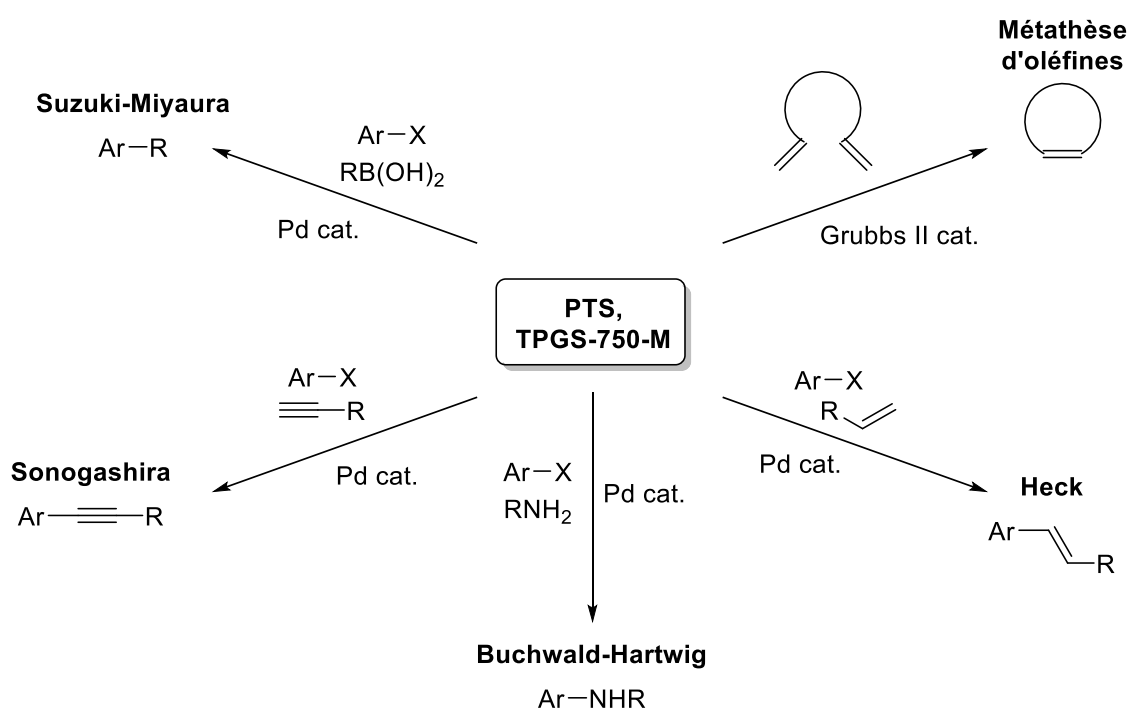 Métathèse
d'oléfines
Suzuki-Miyaura
Ar–R
Ar–X
RB(OH)₂
Pd cat.
Grubbs II cat.
PTS,
TPGS-750-M
Ar–X
R
Pd cat.
Sonogashira
Ar R
Ar–X
RNH₂
Pd cat.
Ar–X
R
Pd cat.
Heck
Ar
R
Buchwald-Hartwig
Ar–NHR